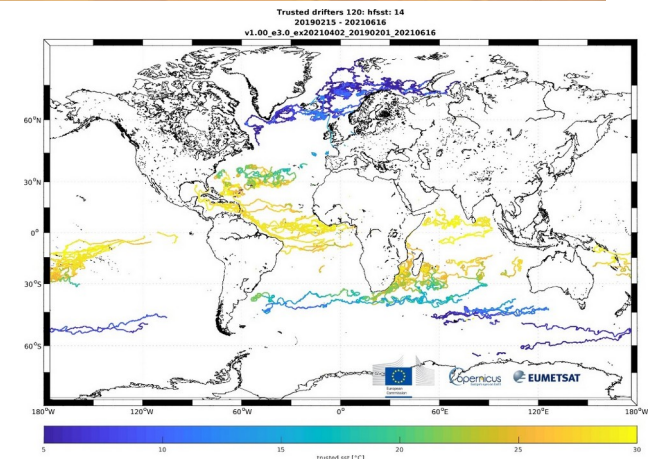 Trusted drifters 120: hfsst: 14
20190215 - 20210616
v1.00_e3.0_ex20210402_20190201_20210616
60°N
30°N
0°
30°S
60°S
European
Commission
opernicus
EUMETSAT
180°W
120°W
60°W
0°
60°E
120°E
180°W
5
10
15
20
25
30
trusted sst [°C]